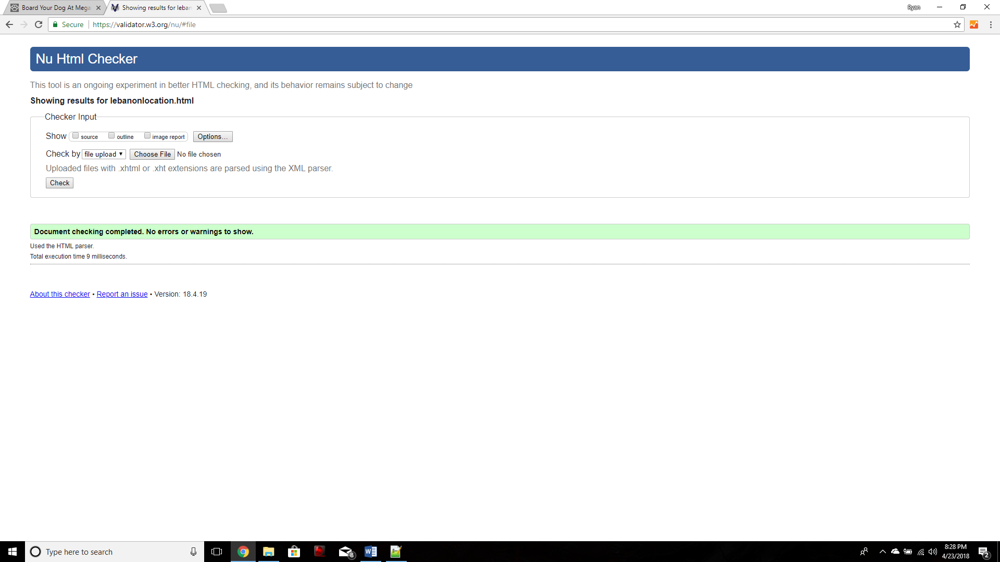 Board Your Dog At Mega
Showing results for leban
Ryan
Secure
https://validator.w3.org/nu/#file
Nu Html Checker
This tool is an ongoing experiment in better HTML checking, and its behavior remains subject to change
Showing results for lebanonlocation.html
Checker Input
Show source outline image report Options...
Check by file upload Choose File No file chosen
Uploaded files with .xhtml or .xht extensions are parsed using the XML parser.
Check
Document checking completed. No errors or warnings to show.
Used the HTML parser.
Total execution time 9 milliseconds.
About this checker • Report an issue • Version: 18.4.19
Type here to search
8
8:28 PM
4/23/2018
2